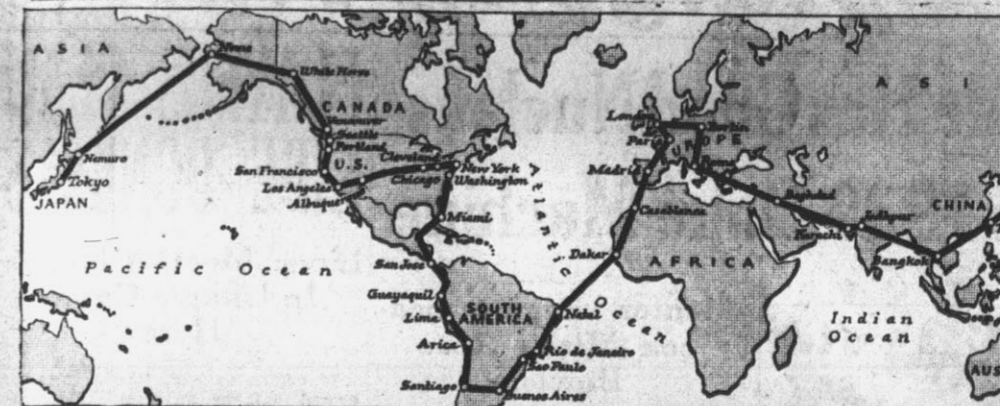 ASIA
Nome
White Horse
CANADA
Vancouver
Seattle
Portland
U.S.
San Francisco
Los Angeles
Albuquer
Cleveland
Chicago
New York
Washington
Nemuro
Tokyo
JAPAN
Miami
San Jose
Guayaquil
Lima
Arica
Santiago
SOUTH
AMERICA
Natal
Rio de Janeiro
Sao Paulo
Buenos Aires
Pacific Ocean
Atlantic
Ocean
London
Berlin
Paris
EUROPE
Madrid
Casablanca
Dakar
AFRICA
Baghdad
Karachi
Jodhpur
Bangkok
CHINA
ASI
Indian
Ocean
AUS